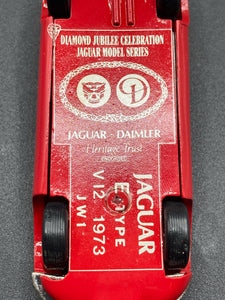 DIAMOND JUBILEE CELEBRATION
JAGUAR MODEL SERIES
JAGUAR - DAIMLER
Heritage Trust
JAGUAR
E TYPE
V12 1973
JW1